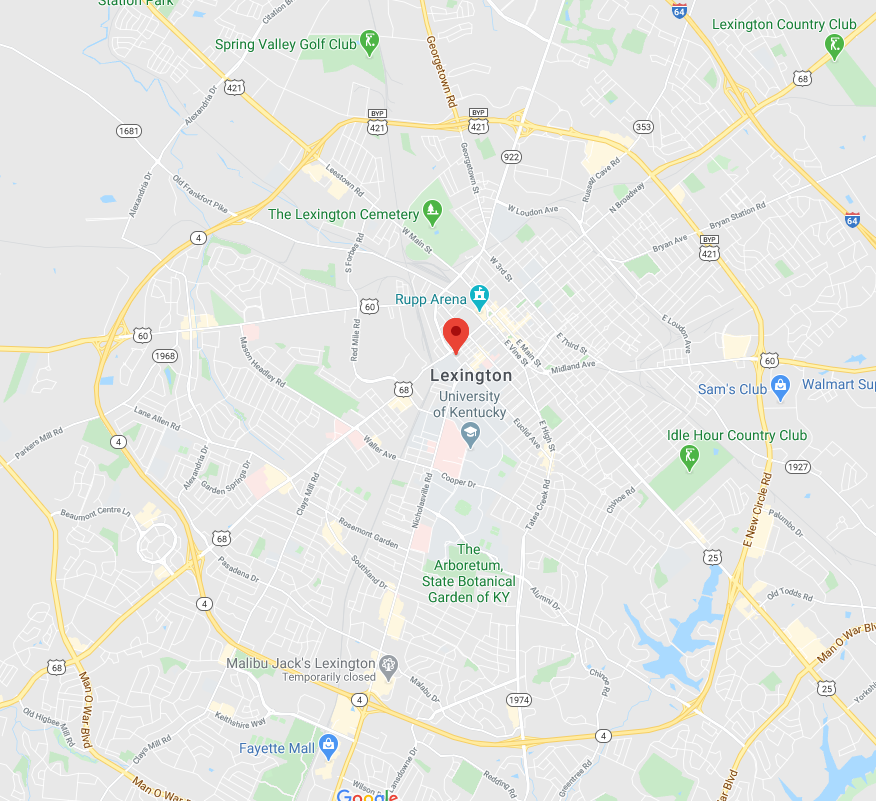 Station Park
Citation B
64
Lexington Country Club
Spring Valley Golf Club
Georgetown Rd
68
421
Alexandria Dr
BYP
421
BYP
421
353
1681
922
Georgetown St
Russell Cave Rd
Leestown Rd
Alexandria Dr
Old Frankfort Pike
N Broadway
The Lexington Cemetery
W Loudon Ave
Bryan Station Rd
64
W Main St
Bryan Ave
4
S Forbes Rd
BYP
421
W 3rd St
Rupp Arena
60
60
Red Mile Rd
E Loudon Ave
E Third St
E Main St
E Vine St
1968
Mason Headley Rd
60
Midland Ave
Lexington
68
Sam's Club
Walmart Sup
University
of Kentucky
Lane Allen Rd
Parkers Mill Rd
4
Waller Ave
Euclid Ave
E High St
Idle Hour Country Club
Alexandria Dr
Garden Springs Dr
1927
Clays Mill Rd
Nicholasville Rd
Cooper Dr
Tates Creek Rd
Chinoe Rd
E New Circle Rd
Beaumont Centre Ln
Palumbo Dr
68
Rosemont Garden
The
Arboretum,
State Botanical
Garden of KY
25
Pasadena Dr
Southland Dr
Alumni Dr
Old Todds Rd
4
Man O War Blv
68
Malibu Jack's Lexington
Temporarily closed
Man O War Blvd
Malabu Dr
Chinoe Rd
25
Yorkshi
4
1974
Old Higbee Mill Rd
Keithshire Way
4
Clays Mill Rd
Fayette Mall
Lansdowne Dr
Man O War
Wilson
Redding Rd
Greentree Rd
ar Blvd
Google